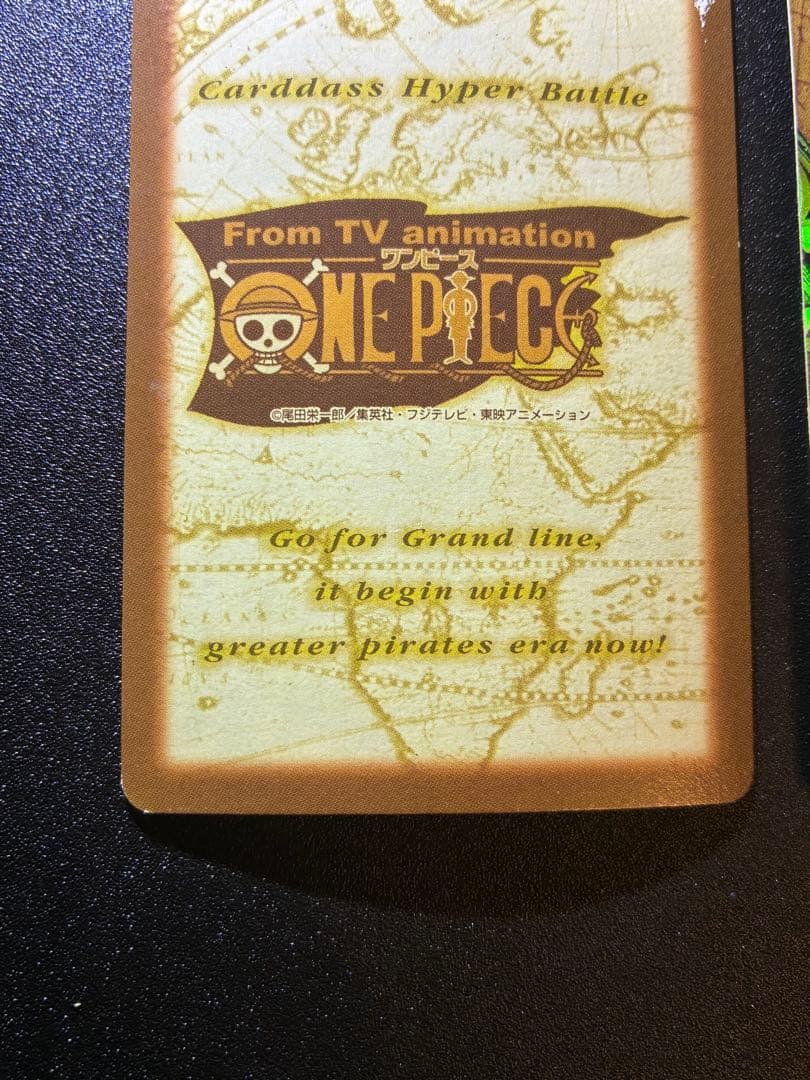 Carddass Hyper Battle
From TV animation
ワンピース
ONE PIECE
©尾田栄一郎／集英社・フジテレビ・東映アニメーション
Go for Grand line,
it begin with
greater pirates era now!